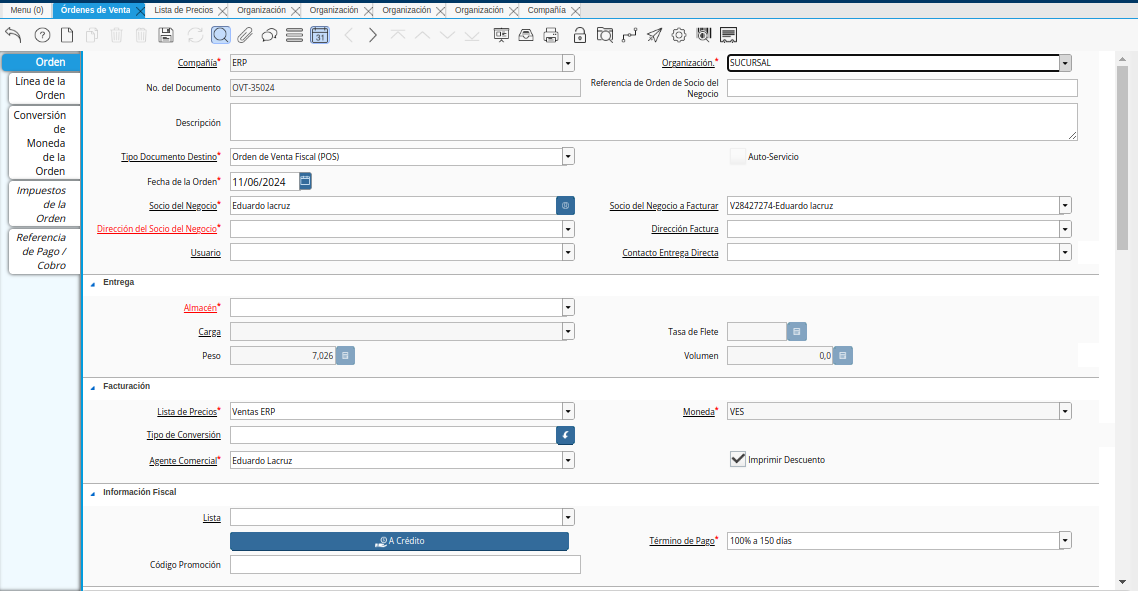 Menu (0) Órdenes de Venta Lista de Precios Organización Organización Organización Organización Compañía
31
Orden
Línea de la
Orden
Conversión
de
Moneda
de la
Orden
Impuestos
de la
Orden
Referencia
de Pago /
Cobro
Compañía* ERP Organización.* SUCURSAL
No. del Documento OVT-35024 Referencia de Orden de Socio del
Negocio
Descripción
Tipo Documento Destino* Orden de Venta Fiscal (POS) Auto-Servicio
Fecha de la Orden* 11/06/2024
Socio del Negocio* Eduardo lacruz Socio del Negocio a Facturar V28427274-Eduardo lacruz
Dirección del Socio del Negocio* Dirección Factura
Usuario Contacto Entrega Directa
Entrega
Almacén*
Carga Tasa de Flete
Peso 7,026 Volumen 0,0
Facturación
Lista de Precios* Ventas ERP Moneda* VES
Tipo de Conversión
Agente Comercial* Eduardo Lacruz Imprimir Descuento
Información Fiscal
Lista
A Crédito Término de Pago* 100% a 150 días
Código Promoción